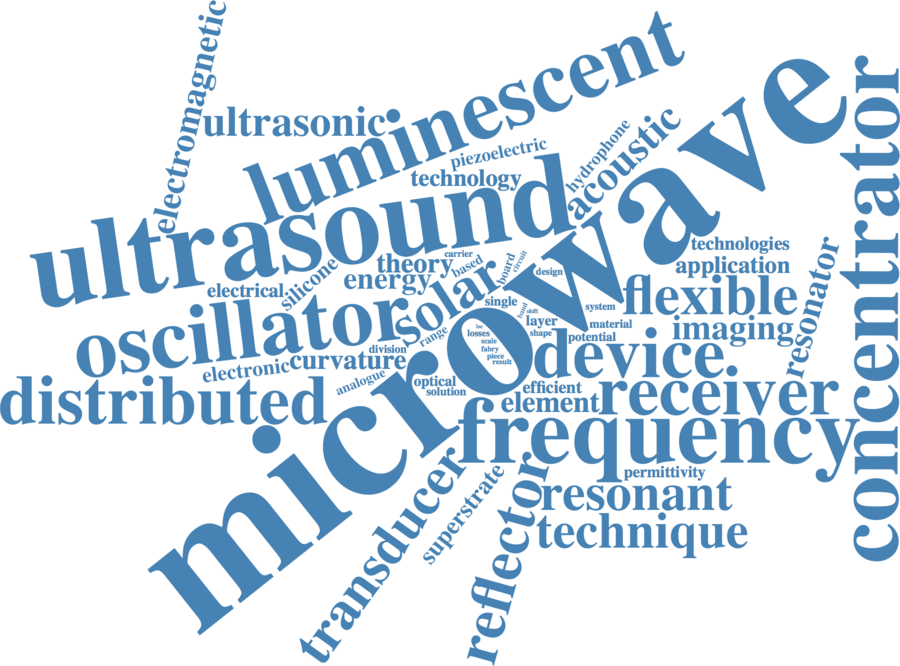 electromagnetic
luminescent
ultrasonic
piezoelectric
technology
hydrophone
acoustic
microwave
concentrator
ultrasound
carrier
theory
based
board
circuit
technologies
application
energy
silicone
electrical
solar
design
flexible
resonator
oscillator
single
band
shift
system
layer
material
imaging
range
losses
shape
potential
scale
fabry
piece
result
division
curvature
electronic
device
analogue
optical
solution
efficient
element
receiver
distributed
frequency
permittivity
transducer
superstrate
reflector
resonant
technique